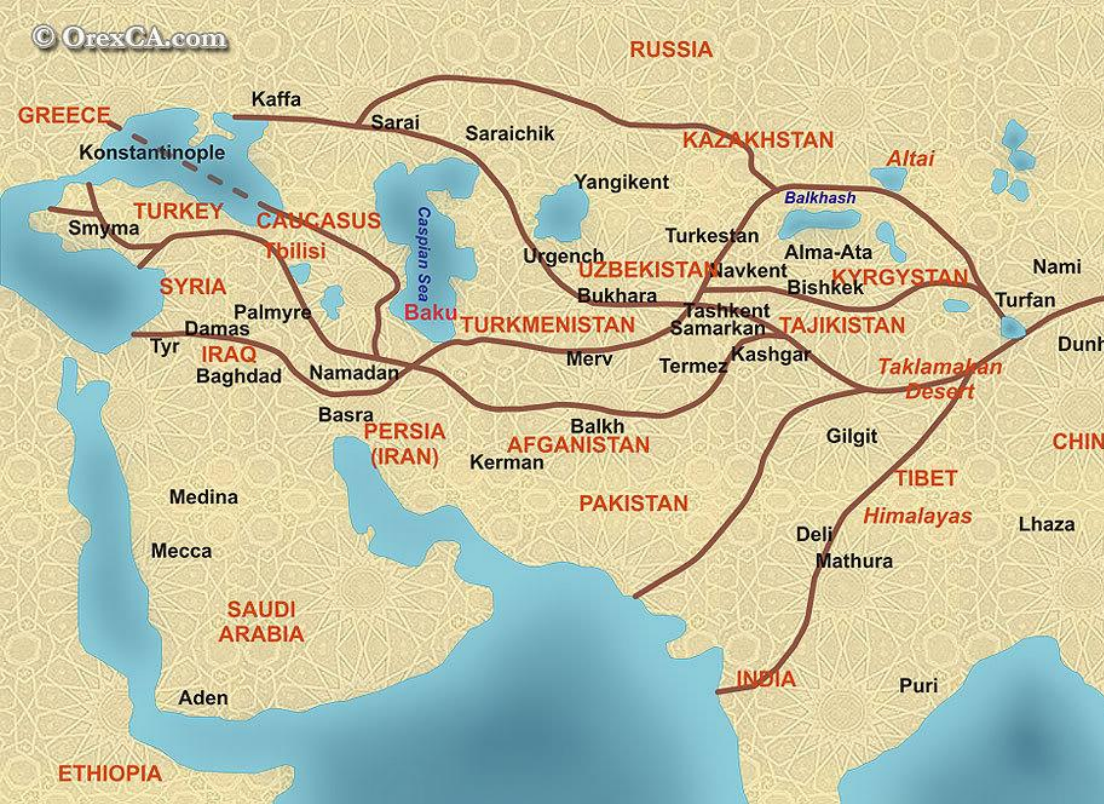 © OrexCA.com
RUSSIA
Kaffa
GREECE
Sarai
Saraichik
KAZAKHSTAN
Konstantinople
Altai
Yangikent
Balkhash
TURKEY
CAUCASUS
Smyma
Caspian Sea
Turkestan
Tbilisi
Alma-Ata
Urgench
UZBEKISTAN
Navkent
KYRGYSTAN
Nami
SYRIA
Bishkek
Bukhara
Turfan
Palmyre
Baku
Tashkent
Damas
TURKMENISTAN
Samarkan
TAJIKISTAN
Tyr
Dunh
IRAQ
Merv
Kashgar
Baghdad
Namadan
Termez
Taklamakan
Desert
Basra
Balkh
PERSIA
(IRAN)
AFGANISTAN
Gilgit
CHIN
Kerman
TIBET
Medina
PAKISTAN
Himalayas
Lhaza
Deli
Mecca
Mathura
SAUDI
ARABIA
INDIA
Puri
Aden
ETHIOPIA